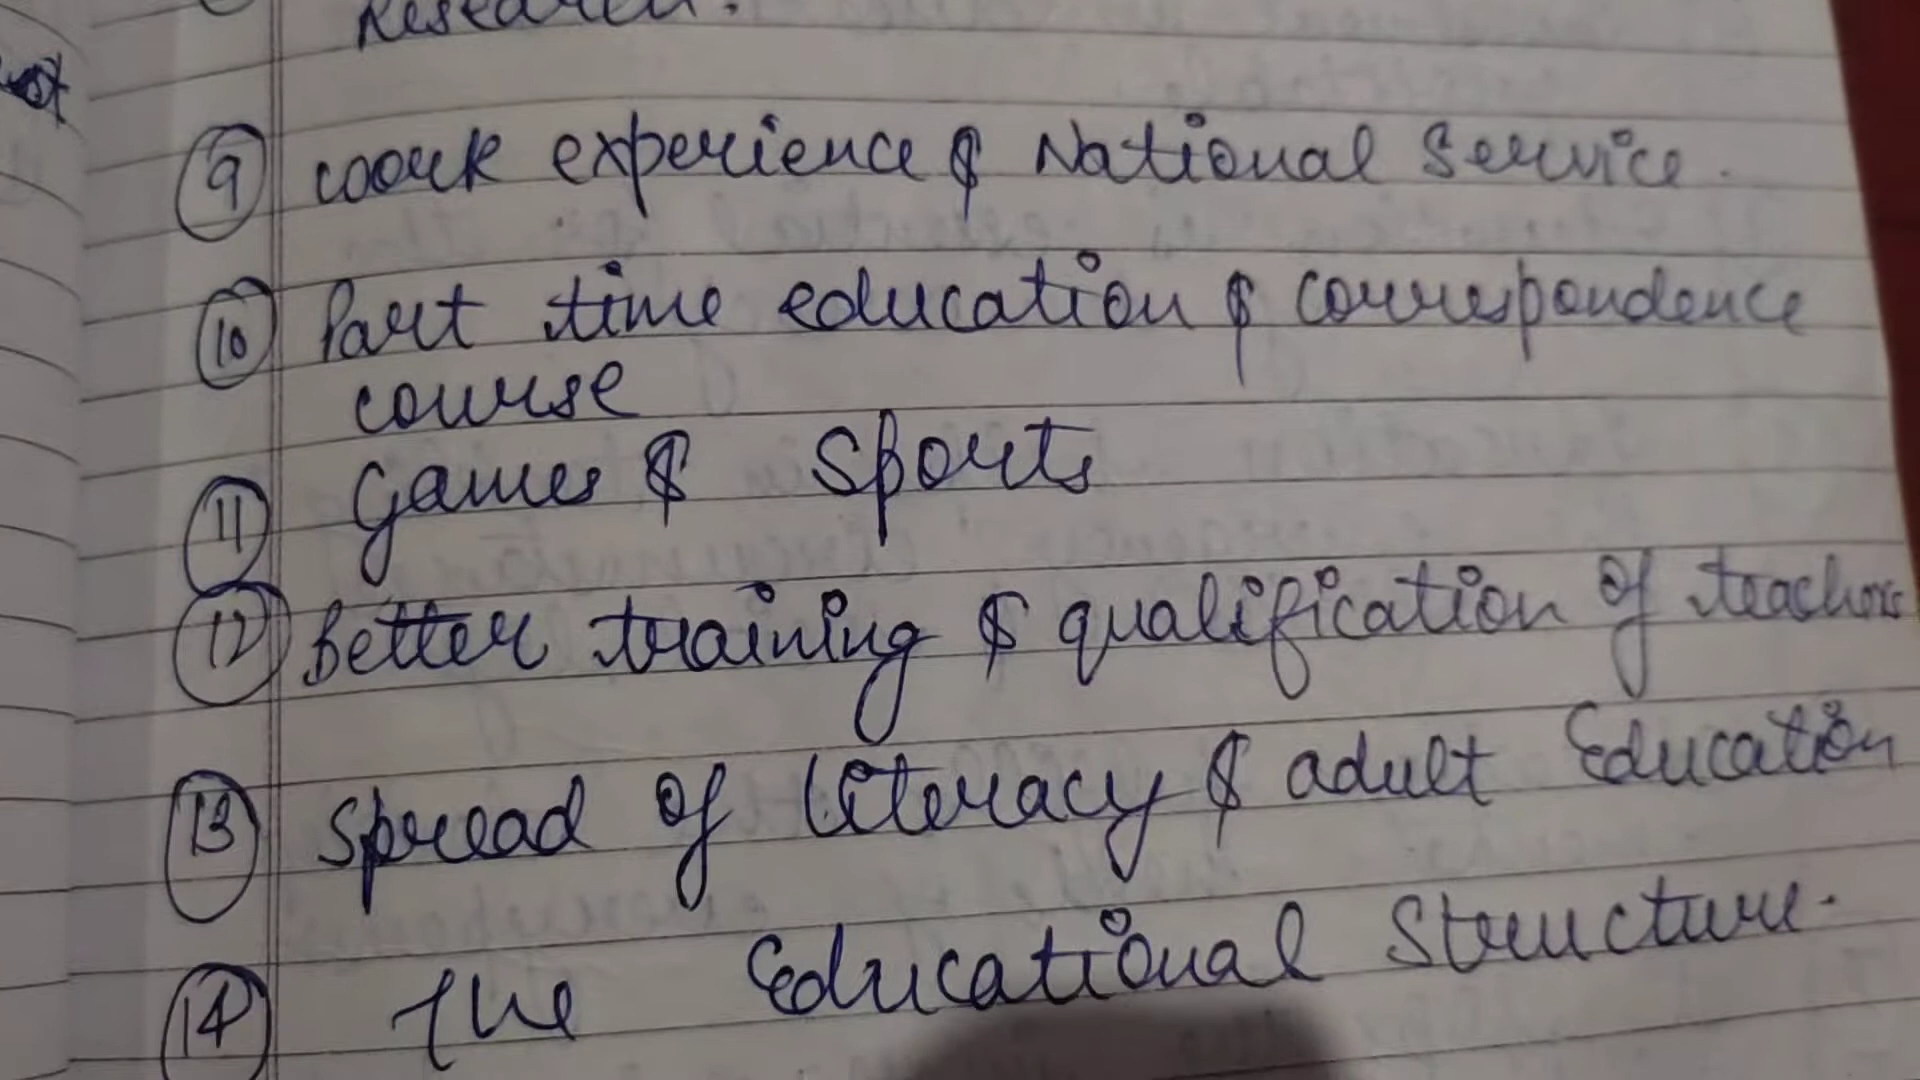 Research.
9 work experience & National Service.
10 Part time education & correspondence
course
11 Games & Sports
12 Better training & qualification of teachers
13 Spread of literacy & adult Education
14 the Educational Structure.